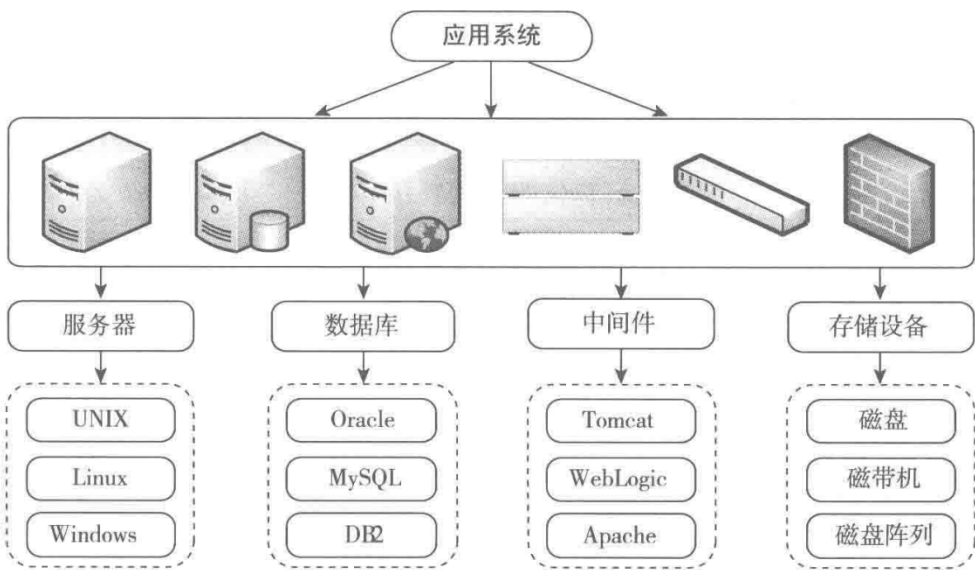 应用系统
服务器
数据库
中间件
存储设备
UNIX
Oracle
Tomcat
磁盘
Linux
MySQL
WebLogic
磁带机
Windows
DB2
Apache
磁盘阵列